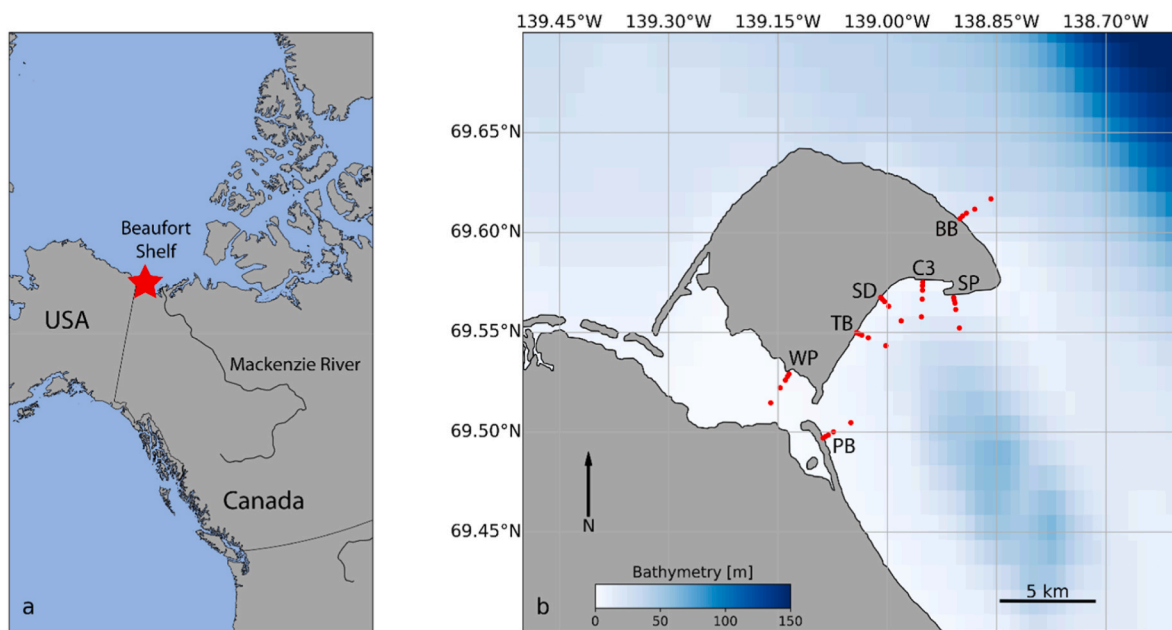 Beaufort
Shelf
USA
Mackenzie River
Canada
a
139.45°W 139.30°W 139.15°W 139.00°W 138.85°W 138.70°W
69.65°N
69.60°N
69.55°N
69.50°N
69.45°N
BB
C3
SP
SD
TB
WP
PB
N
Bathymetry [m]
0 50 100 150
5 km
b